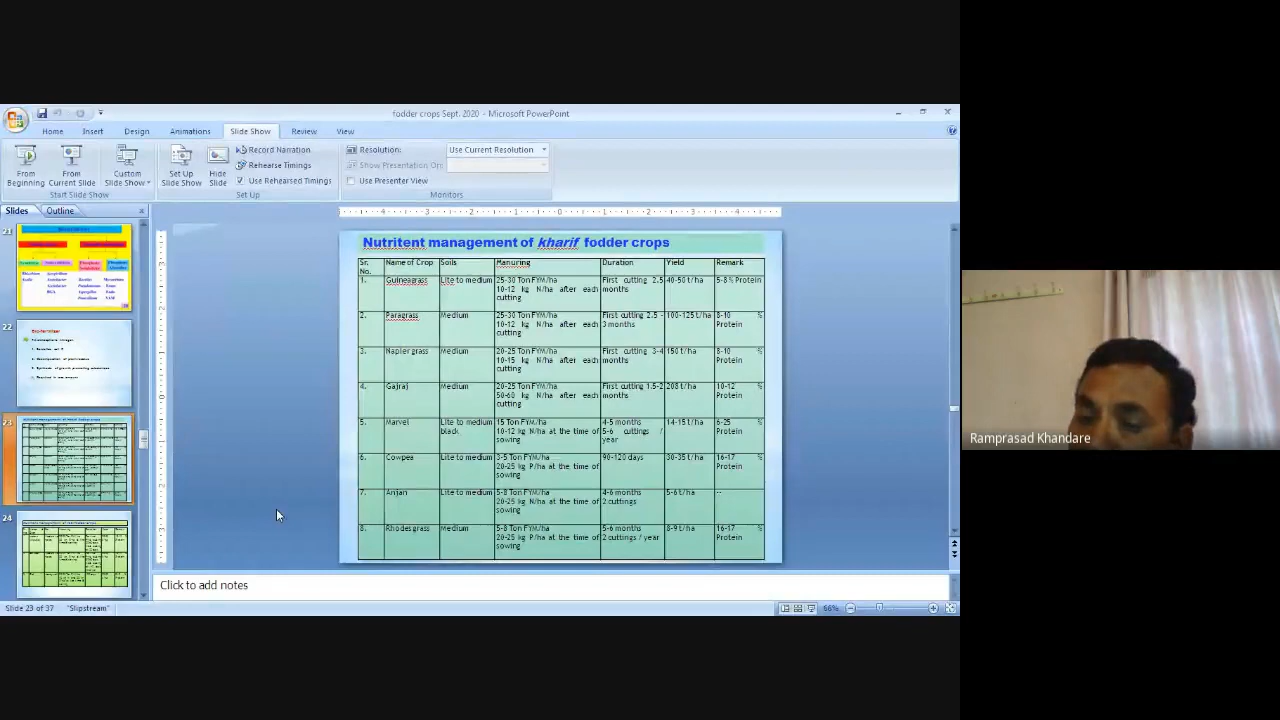 fodder crops Sept. 2020 - Microsoft PowerPoint
Home Insert Design Animations Slide Show Review View
Record Narration
Rehearse Timings
Use Rehearsed Timings
From Beginning
From Current Slide
Custom Slide Show
Set Up Slide Show
Hide Slide
Resolution: Use Current Resolution
Show Presentation On:
Use Presenter View
Start Slide Show
Set Up
Monitors
Slides Outline
21
22
23
24
Nutritent management of kharif fodder crops
Sr. No. Name of Crop Soils Manuring Duration Yield Remark
1. Guineagrass Lite to medium 25-30 Ton FYM/ha 10-12 kg N/ha after each cutting First cutting 2.5 months 40-50 t/ha 5-8% Protein
2. Paragrass Medium 25-30 Ton FYM/ha 10-12 kg N/ha after each cutting First cutting 2.5 - 3 months 100-125 t/ha 8-10 % Protein
3. Napier grass Medium 20-25 Ton FYM/ha 10-15 kg N/ha after each cutting First cutting 3-4 months 150 t/ha 8-10 % Protein
4. Gajraj Medium 20-25 Ton FYM/ha 50-60 kg N/ha after each cutting First cutting 1.5-2 months 208 t/ha 10-12 % Protein
5. Marvel Lite to medium black 15 Ton FYM/ha 10-12 kg N/ha at the time of sowing 4-5 months 5-6 cuttings / year 14-15 t/ha 6-25 % Protein
6. Cowpea Lite to medium 3-5 Ton FYM/ha 20-25 kg P/ha at the time of sowing 90-120 days 30-35 t/ha 16-17 Protein
7. Anjan Lite to medium 5-8 Ton FYM/ha 20-25 kg N/ha at the time of sowing 4-6 months 2 cuttings 5-6 t/ha --
8. Rhodes grass Medium 5-8 Ton FYM/ha 20-25 kg P/ha at the time of sowing 5-6 months 2 cuttings / year 8-9 t/ha 16-17 Protein
Click to add notes
Slide 23 of 37 "Slipstream" 66%
Ramprasad Khandare